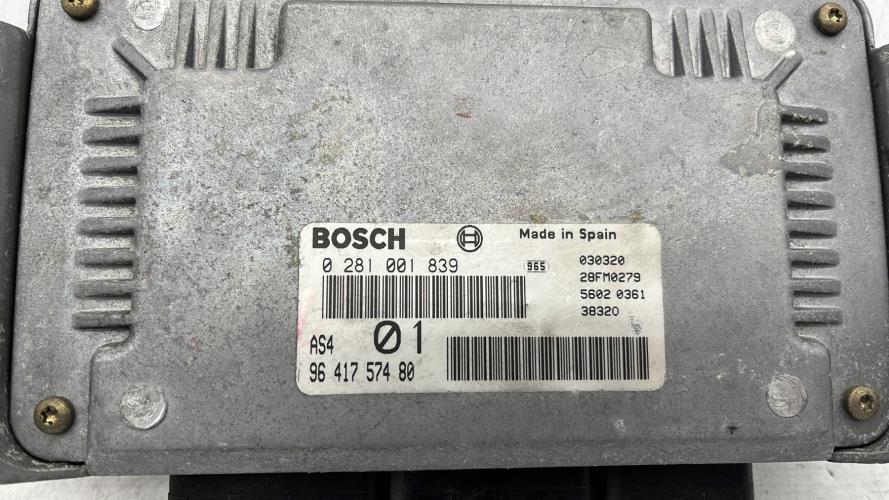 BOSCH Made in Spain
0 281 001 839 965 030320
28FM0279
5602 0361
38320
AS4 01
96 417 574 80